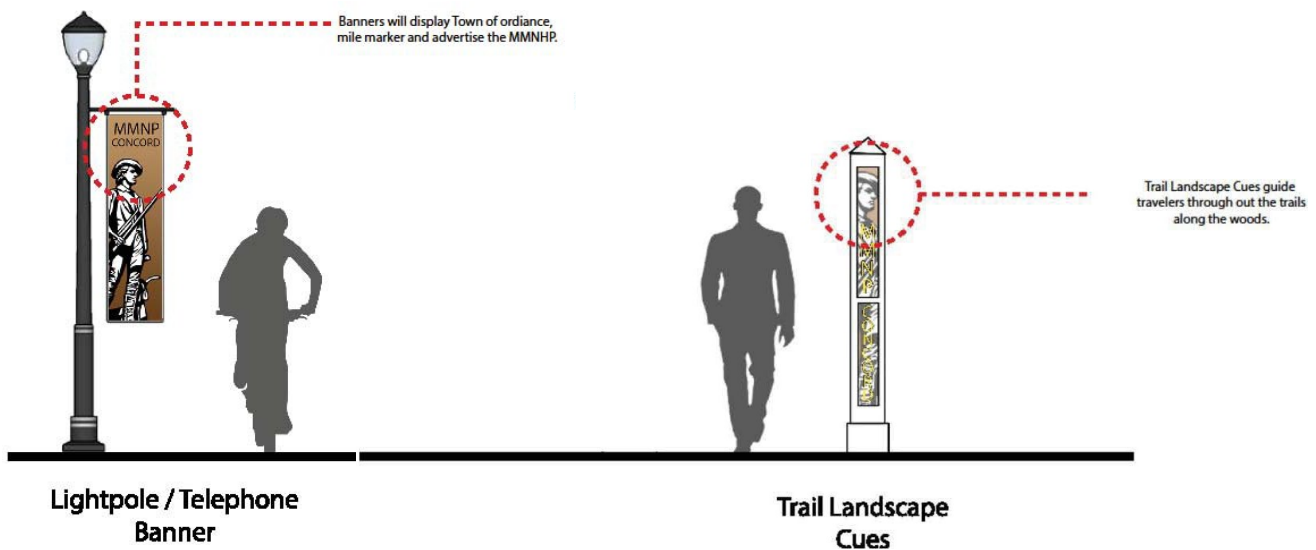 Banners will display Town of ordiance,
mile marker and advertise the MMNHP.
MMNP
CONCORD
Trail Landscape Cues guide
travelers through out the trails
along the woods.
MMNP
Lightpole / Telephone
Banner
Trail Landscape
Cues